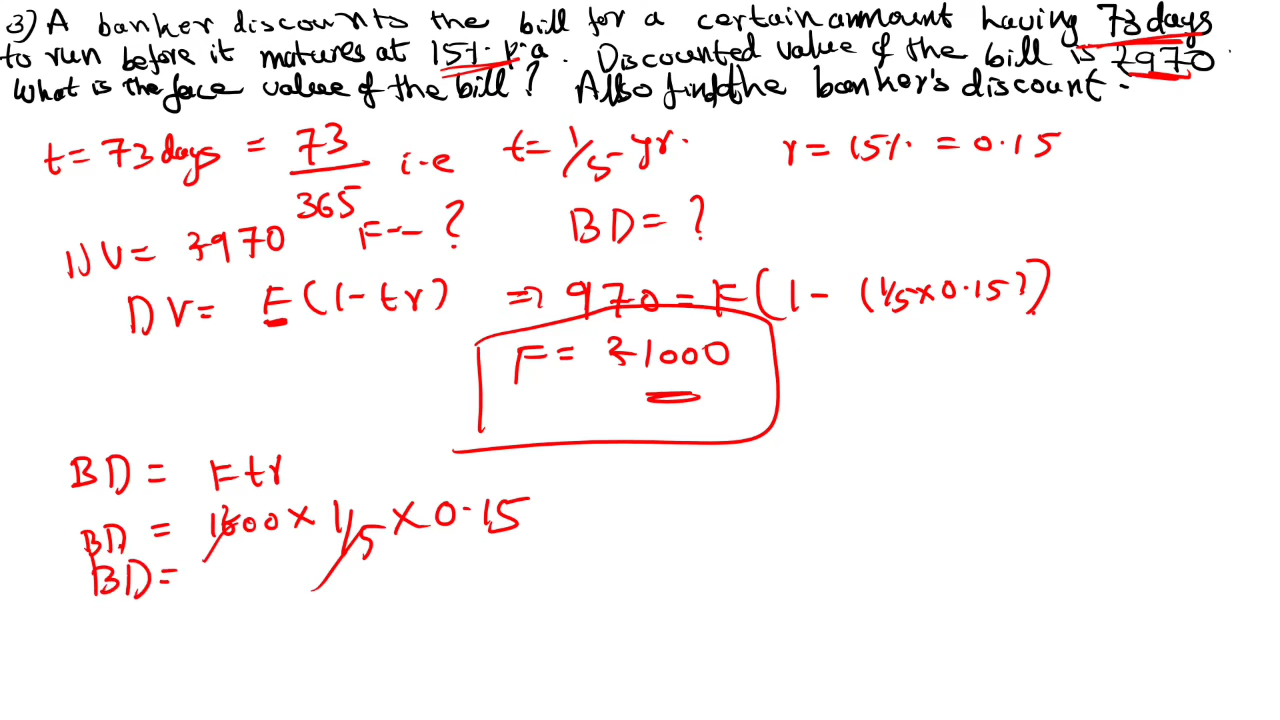 3) A banker discounts the bill for a certain amount having 73 days
to run before it matures at 15% p.a. Discounted value of the bill is ₹970
What is the face value of the bill? Also find the banker's discount.
t = 73 days = 73/365 i.e t = 1/5 yr. r = 15% = 0.15
DV = ₹970 F-- ? BD = ?
DV = F(1-tr) ⇒ 970 = F(1 - (1/5 × 0.15))
F = ₹1000
BD = Ftr
BD = 1000 × 1/5 × 0.15
BD =